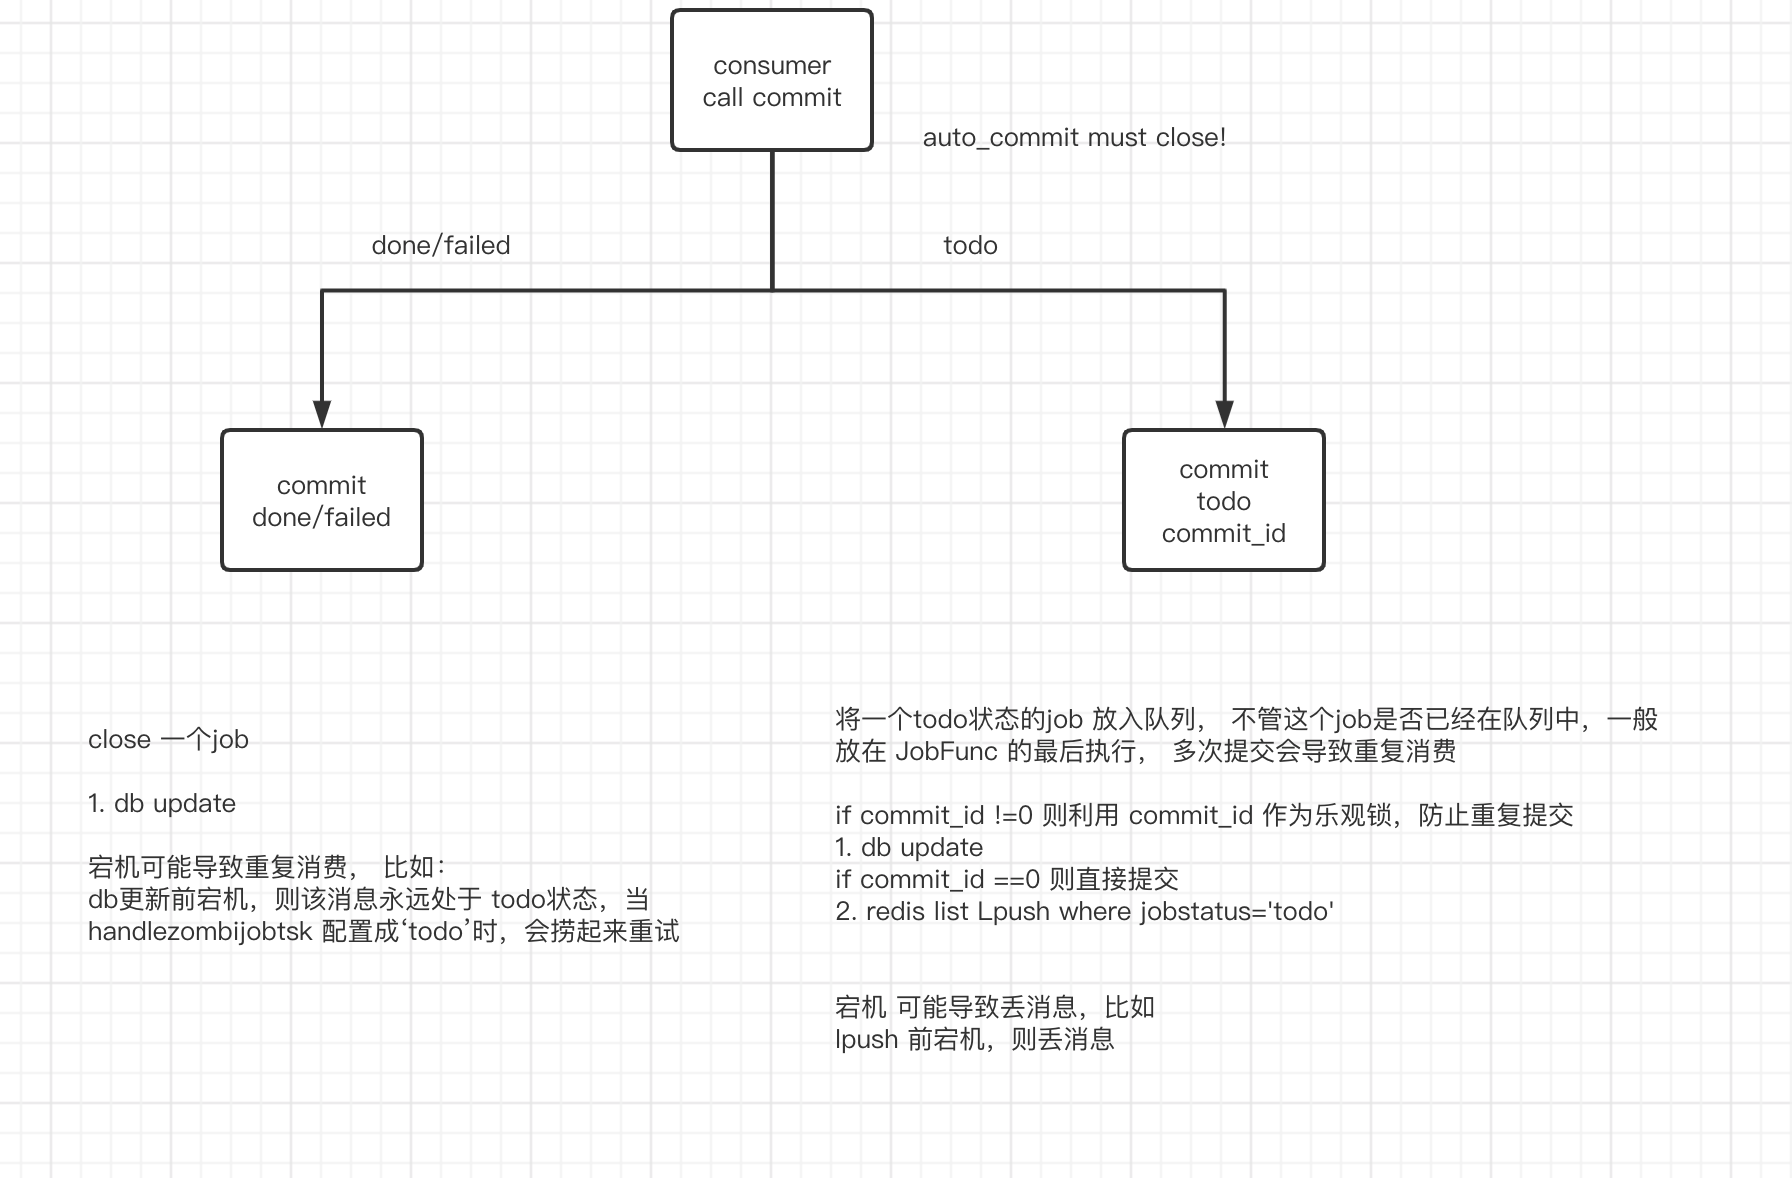 consumer
call commit
auto_commit must close!
done/failed
todo
commit
done/failed
commit
todo
commit_id
close 一个job
1. db update
宕机可能导致重复消费， 比如：
db更新前宕机，则该消息永远处于 todo状态，当
handlezombijobtsk 配置成‘todo’时，会捞起来重试
将一个todo状态的job 放入队列， 不管这个job是否已经在队列中，一般
放在 JobFunc 的最后执行， 多次提交会导致重复消费
if commit_id !=0 则利用 commit_id 作为乐观锁，防止重复提交
1. db update
if commit_id ==0 则直接提交
2. redis list Lpush where jobstatus='todo'
宕机 可能导致丢消息，比如
lpush 前宕机，则丢消息